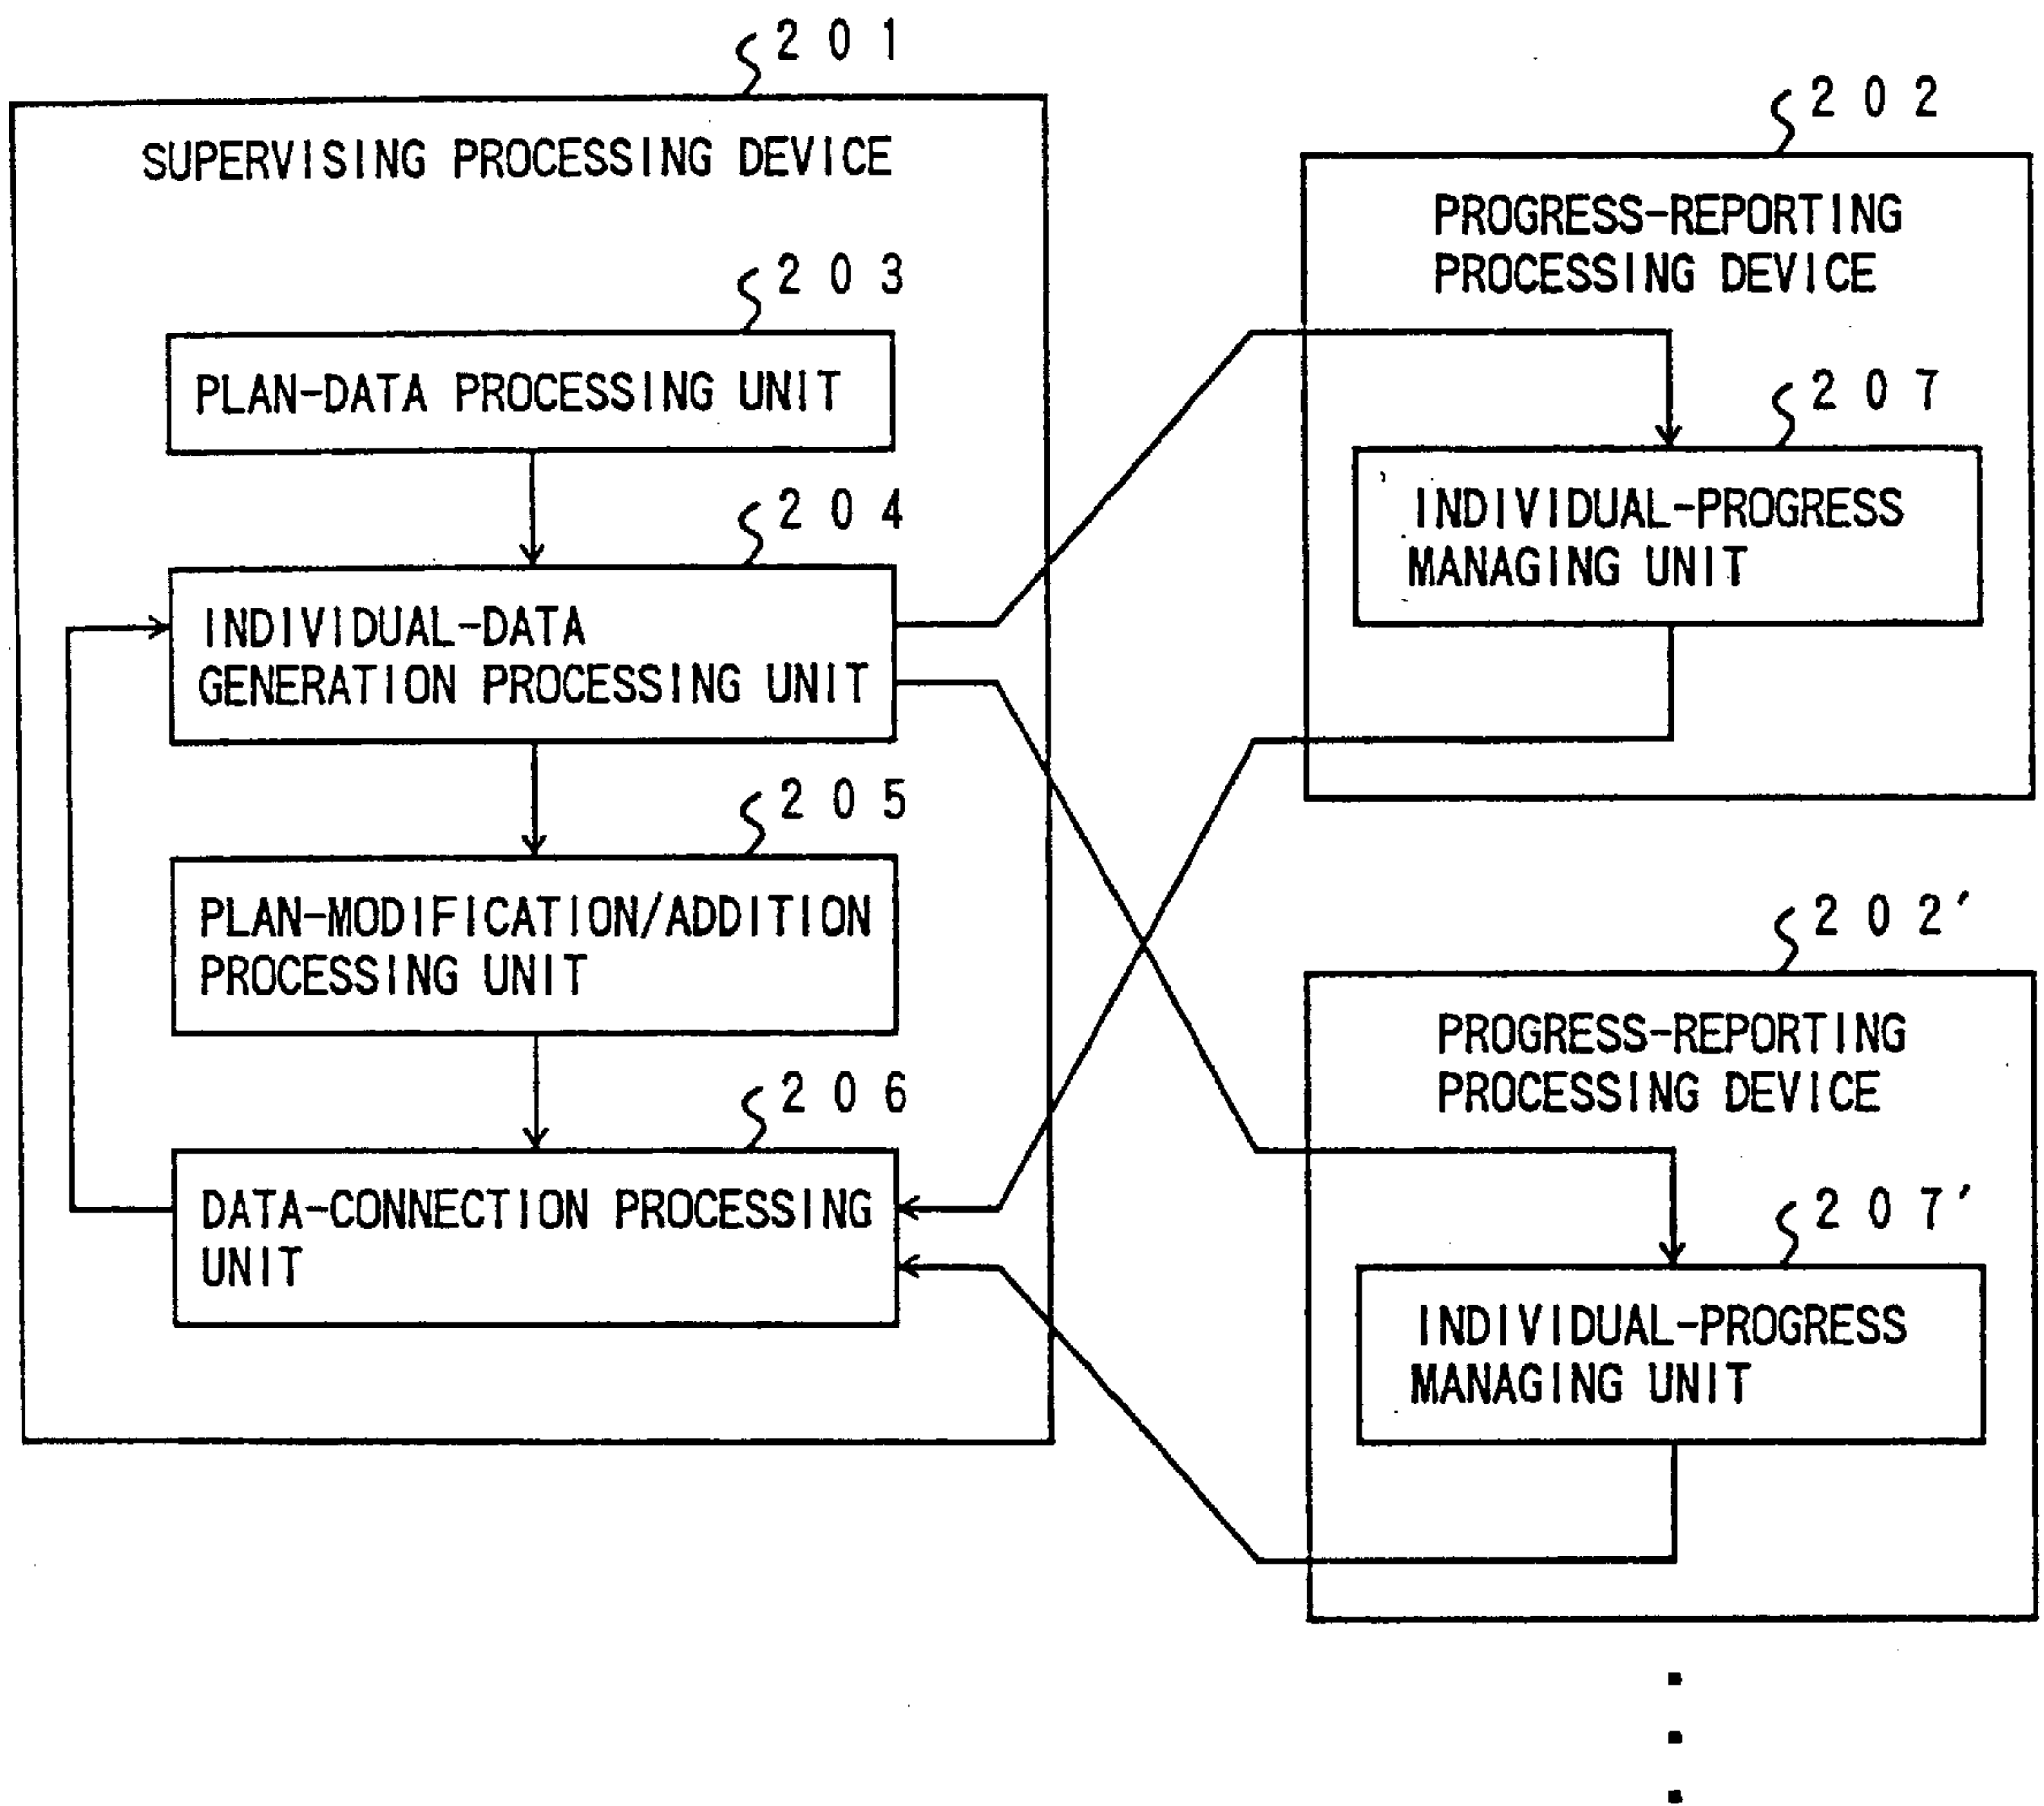 201
SUPERVISING PROCESSING DEVICE
203
PLAN-DATA PROCESSING UNIT
204
INDIVIDUAL-DATA
GENERATION PROCESSING UNIT
205
PLAN-MODIFICATION/ADDITION
PROCESSING UNIT
206
DATA-CONNECTION PROCESSING
UNIT
202
PROGRESS-REPORTING
PROCESSING DEVICE
207
INDIVIDUAL-PROGRESS
MANAGING UNIT
202'
PROGRESS-REPORTING
PROCESSING DEVICE
207'
INDIVIDUAL-PROGRESS
MANAGING UNIT